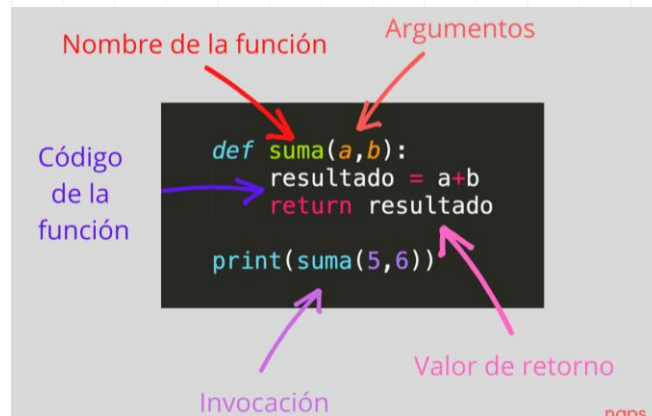 Nombre de la función
Argumentos
Código
de la
función
def suma(a,b):
resultado = a+b
return resultado
print(suma(5,6))
Valor de retorno
Invocación